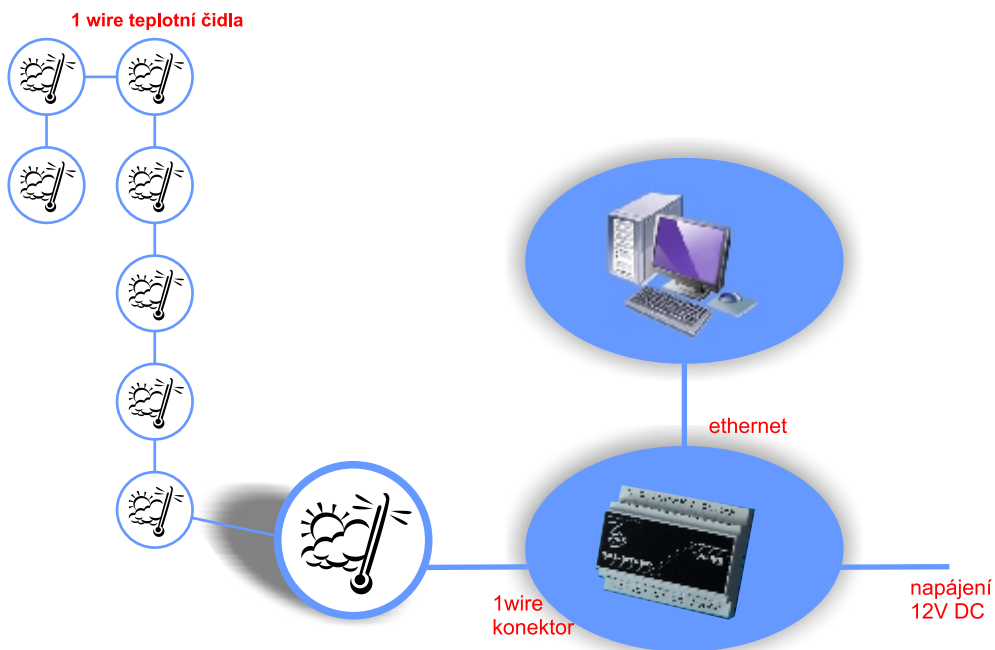 1 wire teplotní čidla
ethernet
1wire
konektor
napájení
12V DC